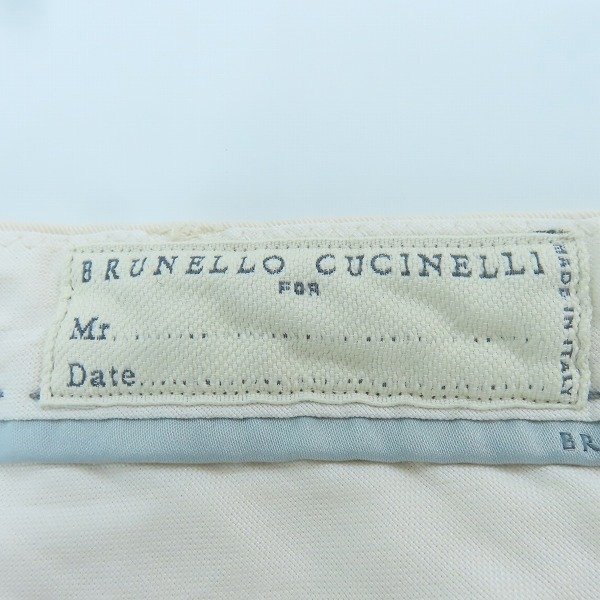 BRUNELLO CUCINELLI
FOR
Mr.
Date
MADE IN ITALY
BR